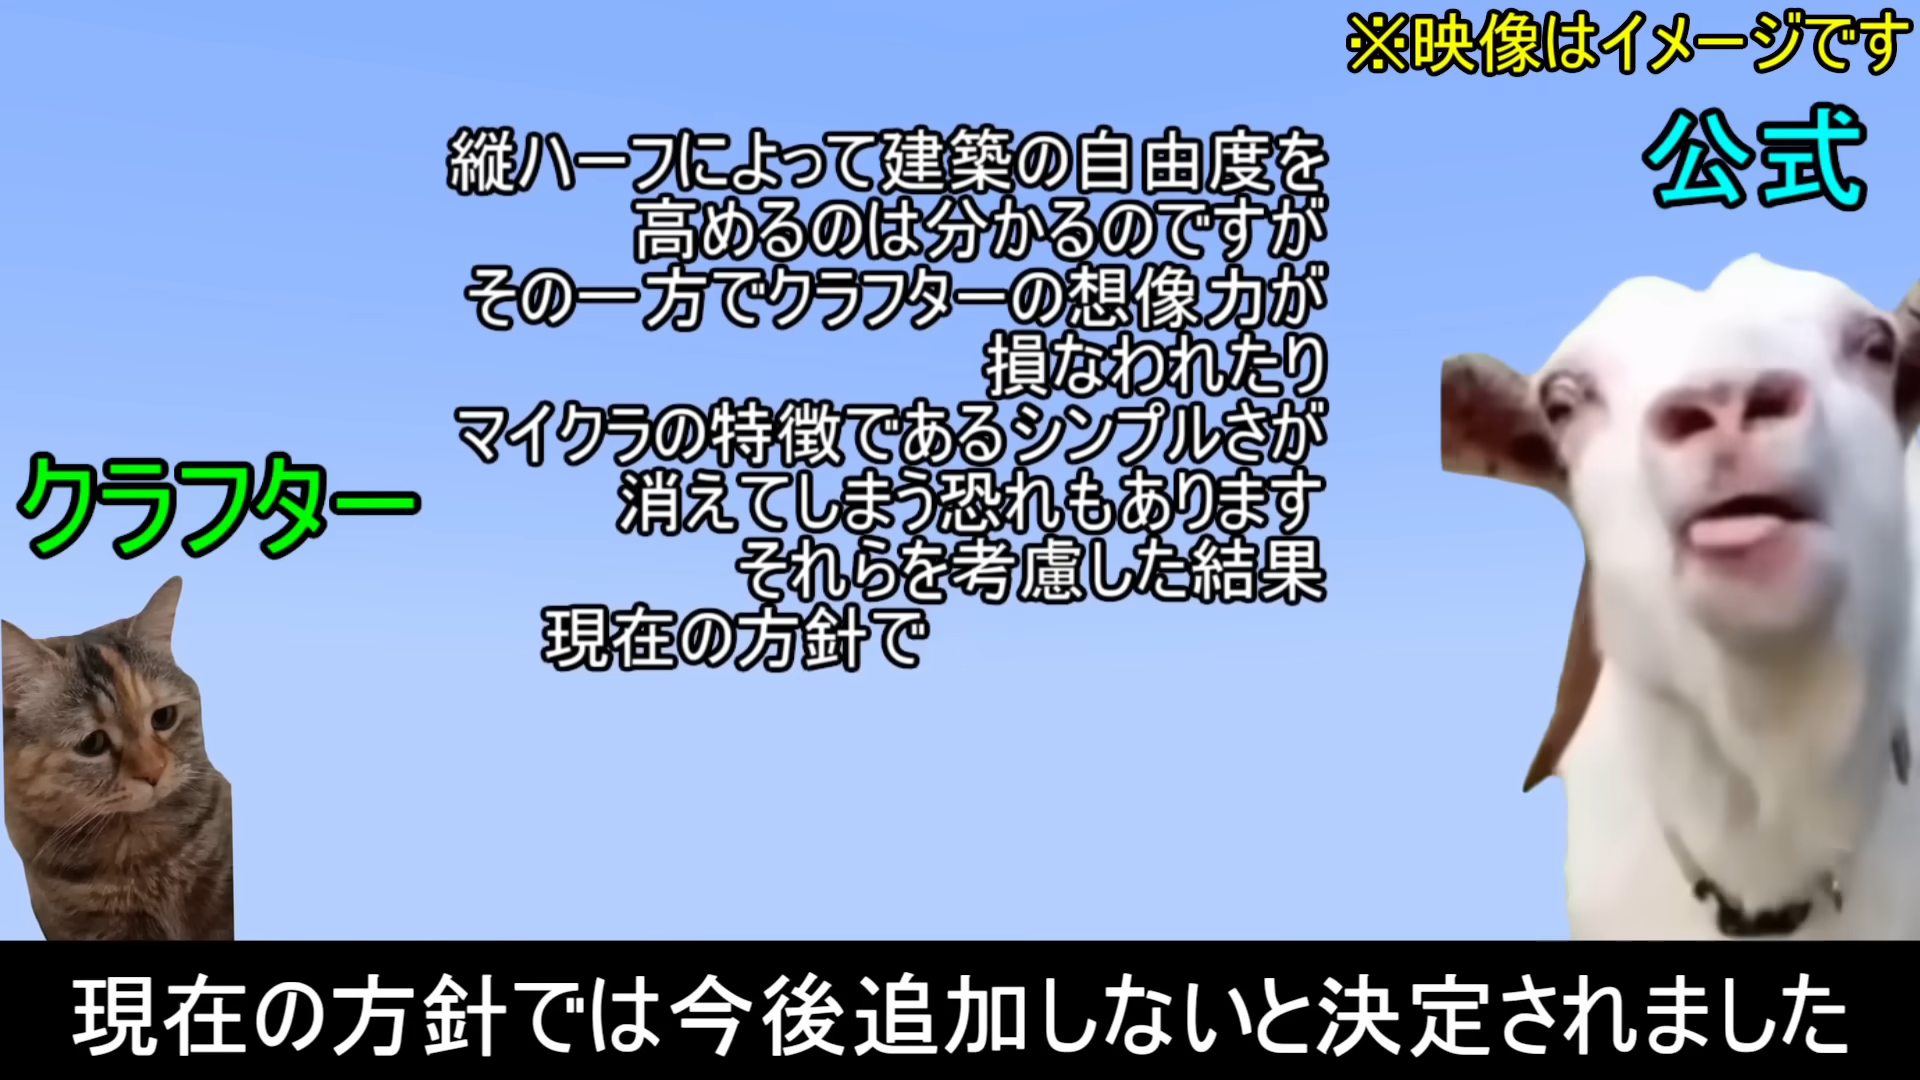 ※映像はイメージです
公式
縦ハーフによって建築の自由度を
高めるのは分かるのですが
その一方でクラフターの想像力が
損なわれたり
マイクラの特徴であるシンプルさが
消えてしまう恐れもあります
それらを考慮した結果
現在の方針で
クラフター
現在の方針では今後追加しないと決定されました